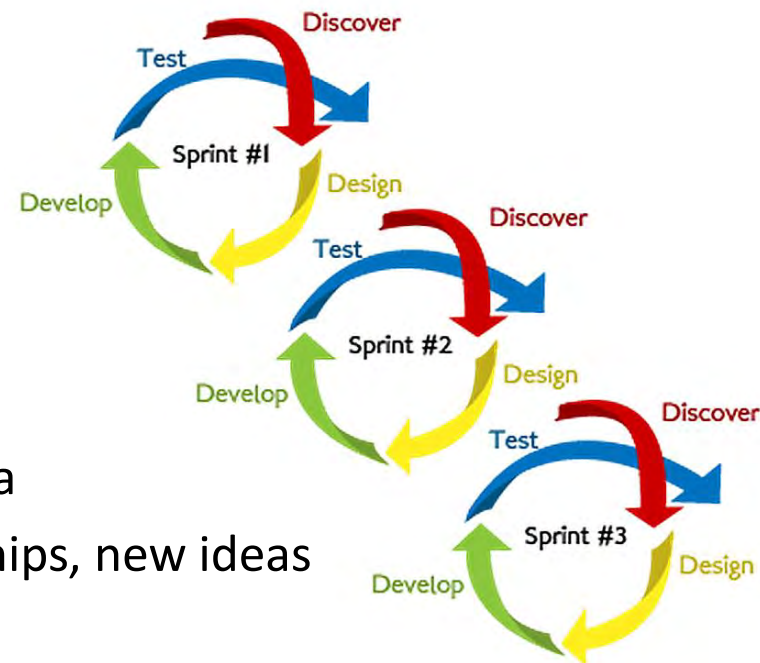 Discover
Test
Sprint #1
Design
Develop
Discover
Test
Sprint #2
Design
Develop
Discover
Test
Sprint #3
Design
Develop
a
hips, new ideas